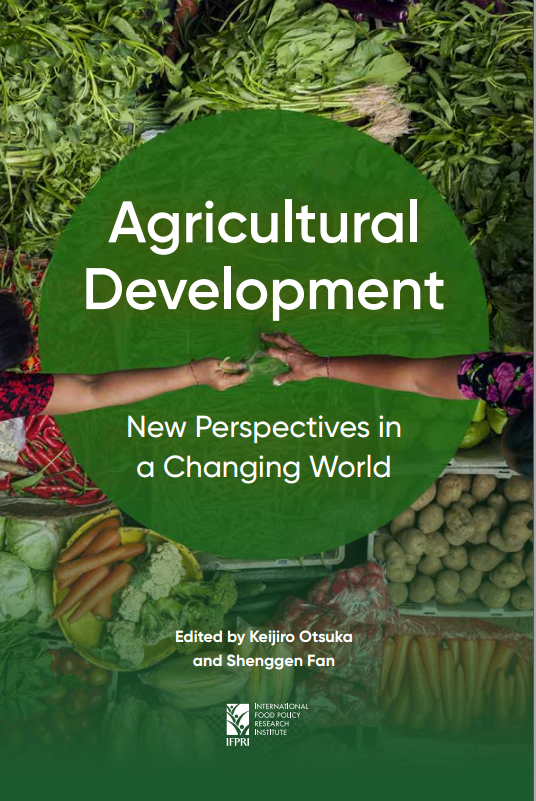 Agricultural
Development
New Perspectives in
a Changing World
Edited by Keijiro Otsuka
and Shenggen Fan
INTERNATIONAL
FOOD POLICY
RESEARCH
INSTITUTE
IFPRI